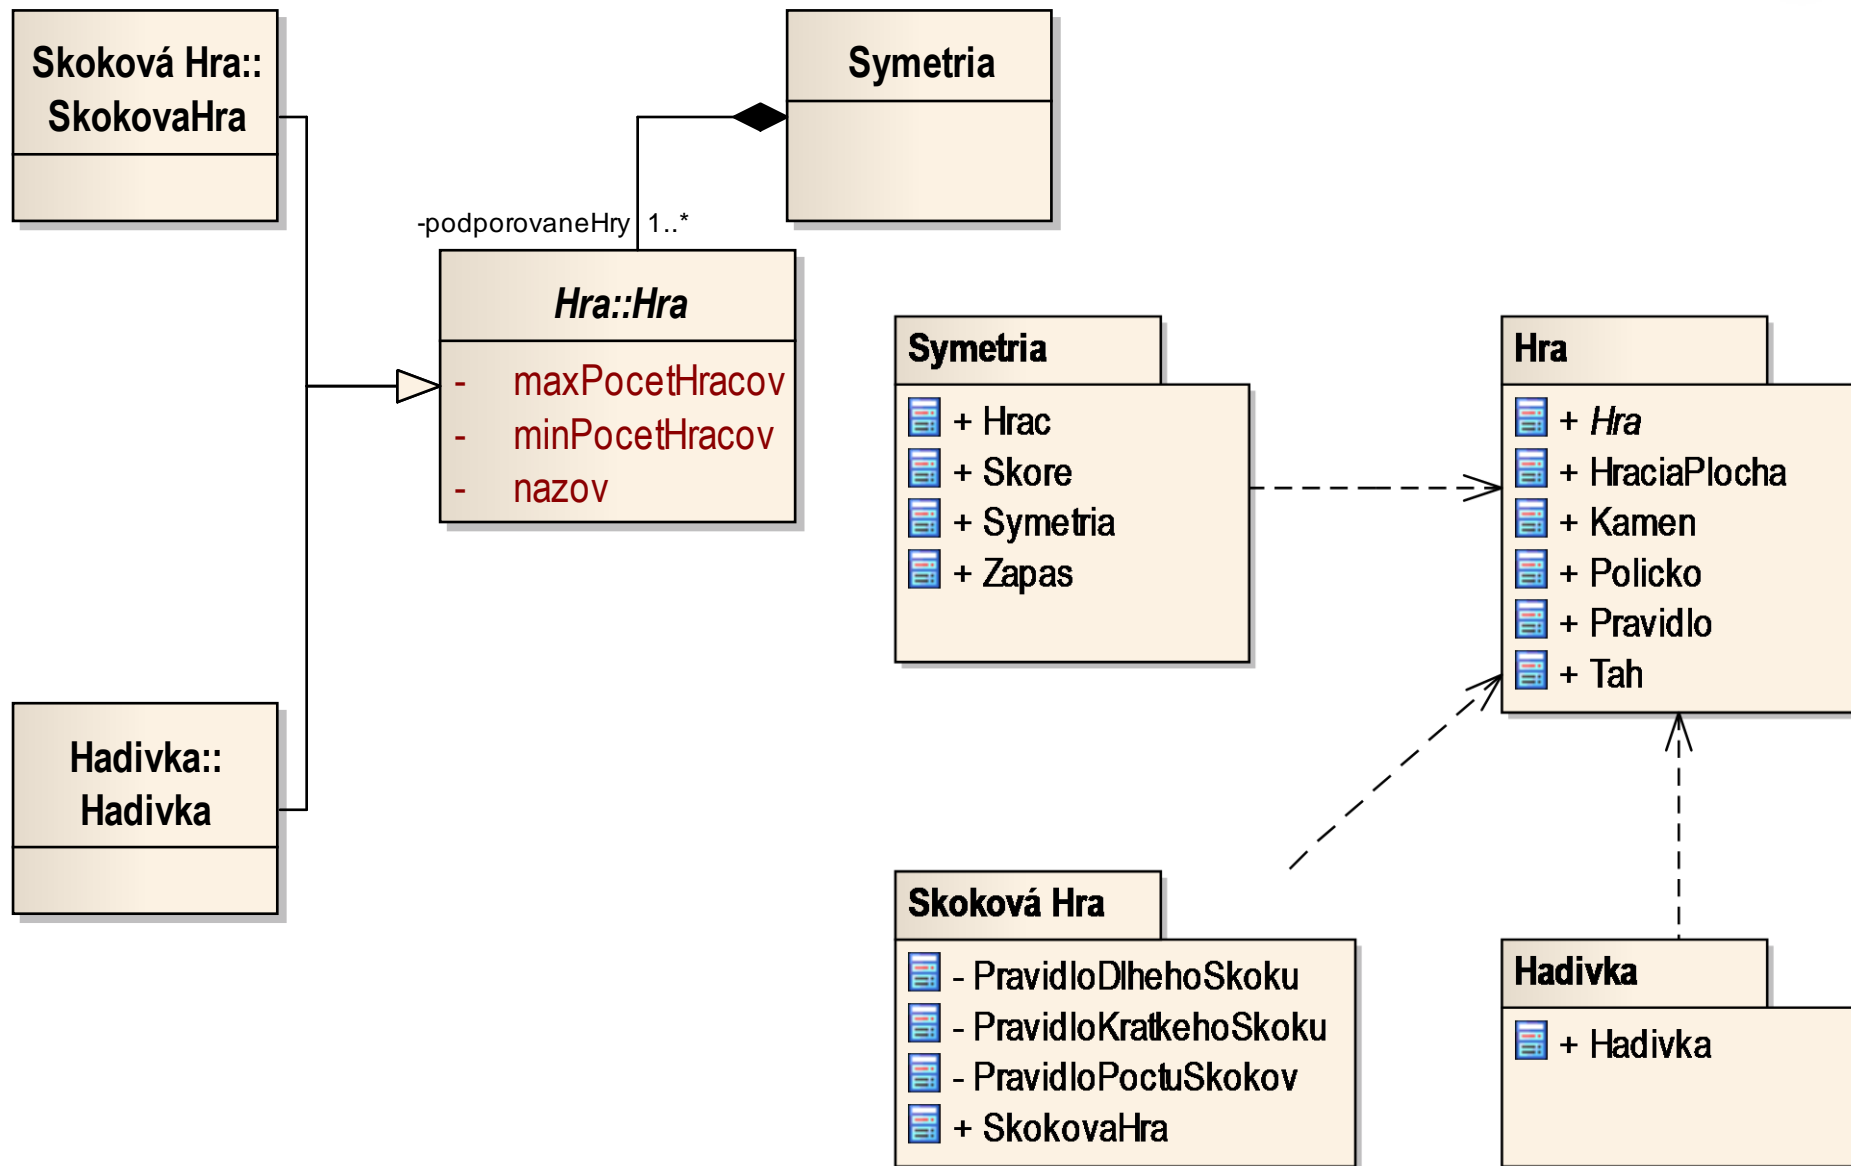 Skoková Hra::
SkokovaHra
Symetria
-podporovaneHry 1..*
Hra::Hra
- maxPocetHracov
- minPocetHracov
- nazov
Hadivka::
Hadivka
Symetria
+ Hrac
+ Skore
+ Symetria
+ Zapas
Hra
+ Hra
+ HraciaPlocha
+ Kamen
+ Policko
+ Pravidlo
+ Tah
Skoková Hra
- PravidloDlhehoSkoku
- PravidloKratkehoSkoku
- PravidloPoctuSkokov
+ SkokovaHra
Hadivka
+ Hadivka